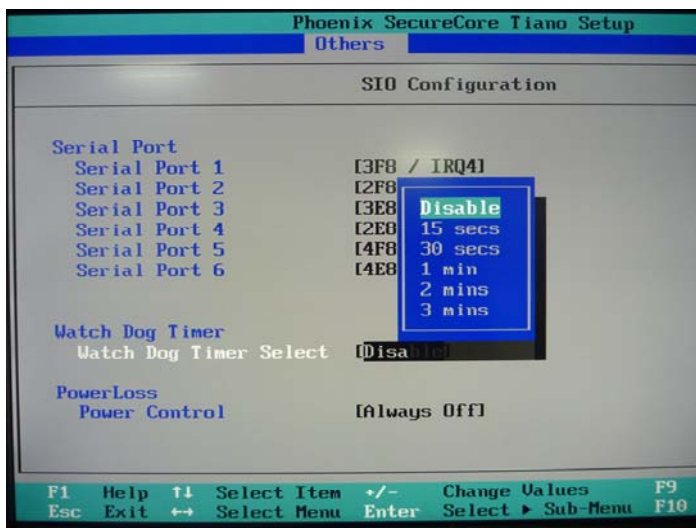 Phoenix SecureCore Tiano Setup
Others
SIO Configuration
Serial Port
Serial Port 1 [3F8 / IRQ4]
Serial Port 2 [2F8
Serial Port 3 [3E8
Serial Port 4 [2E8
Serial Port 5 [4F8
Serial Port 6 [4E8
Disable
15 secs
30 secs
1 min
2 mins
3 mins
Watch Dog Timer
Watch Dog Timer Select [Disable]
PowerLoss
Power Control [Always Off]
F1 Help ↑↓ Select Item +/- Change Values F9
Esc Exit ↔ Select Menu Enter Select ▶ Sub-Menu F10